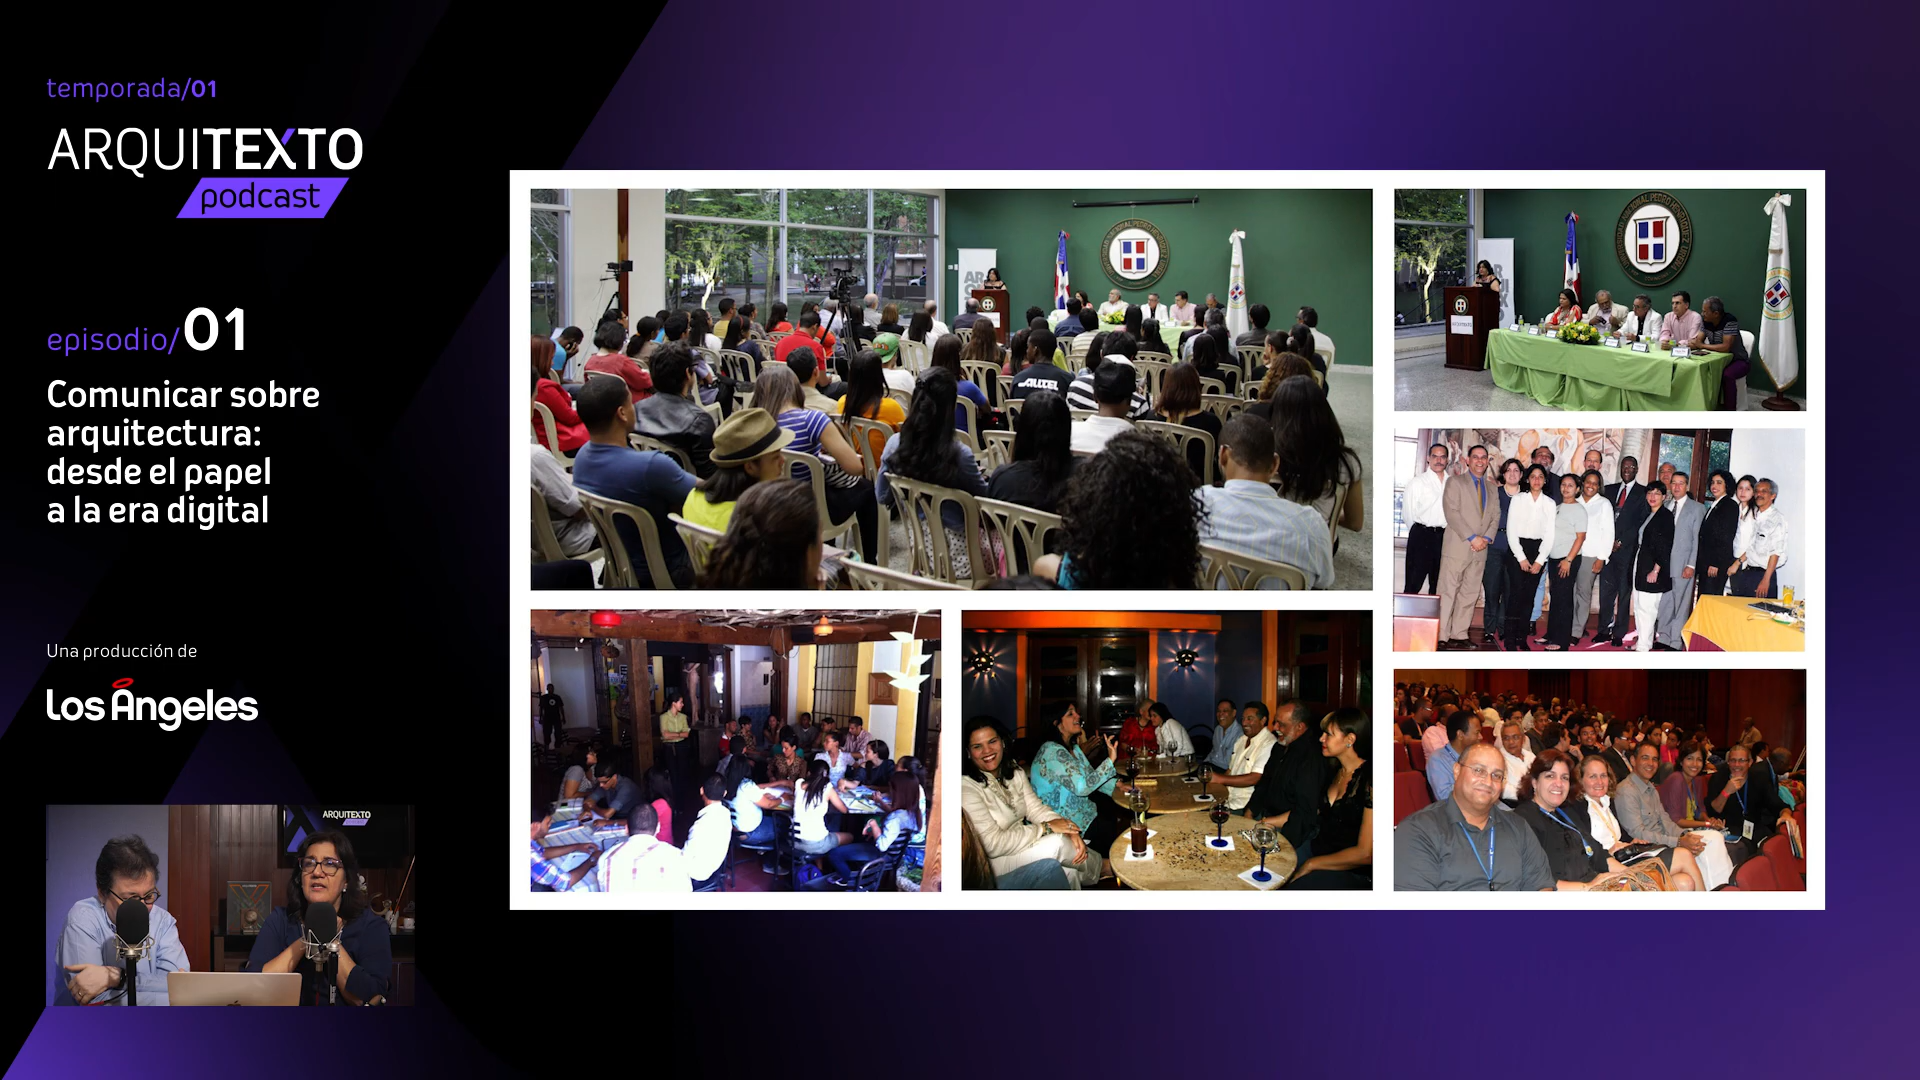 temporada/01
ARQUITEXTO
podcast
episodio/01
Comunicar sobre
arquitectura:
desde el papel
a la era digital
Una producción de
Los Ángeles
ARQUITEXTO